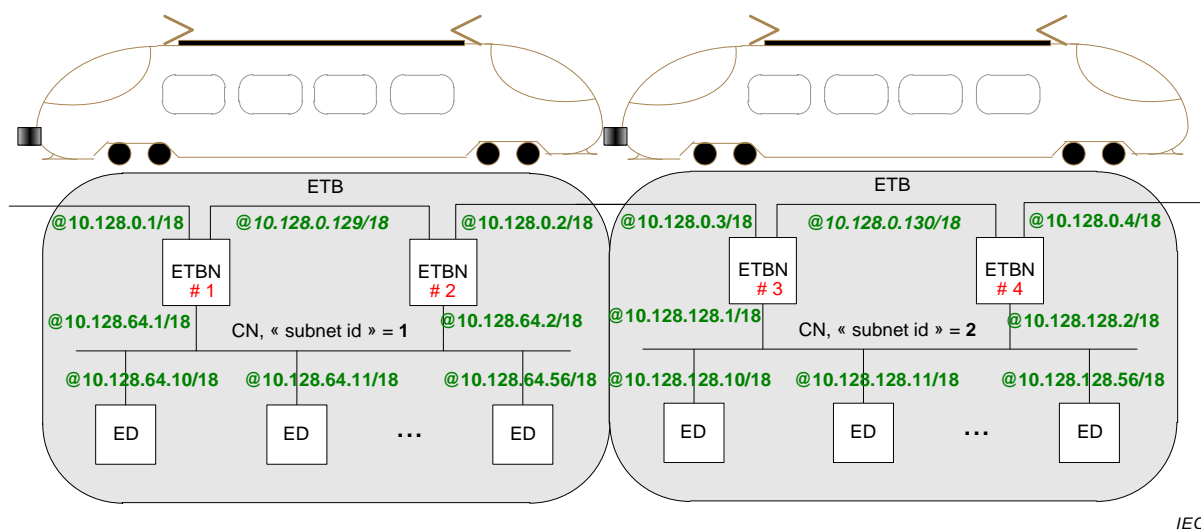 ETB
ETB
@10.128.0.1/18
@10.128.0.129/18
@10.128.0.2/18
@10.128.0.3/18
@10.128.0.130/18
@10.128.0.4/18
ETBN
# 1
ETBN
# 2
ETBN
# 3
ETBN
# 4
@10.128.64.1/18
@10.128.64.2/18
@10.128.128.1/18
@10.128.128.2/18
CN, « subnet id » = 1
CN, « subnet id » = 2
@10.128.64.10/18
@10.128.64.11/18
@10.128.64.56/18
@10.128.128.10/18
@10.128.128.11/18
@10.128.128.56/18
ED
ED
...
ED
ED
ED
...
ED
IEC